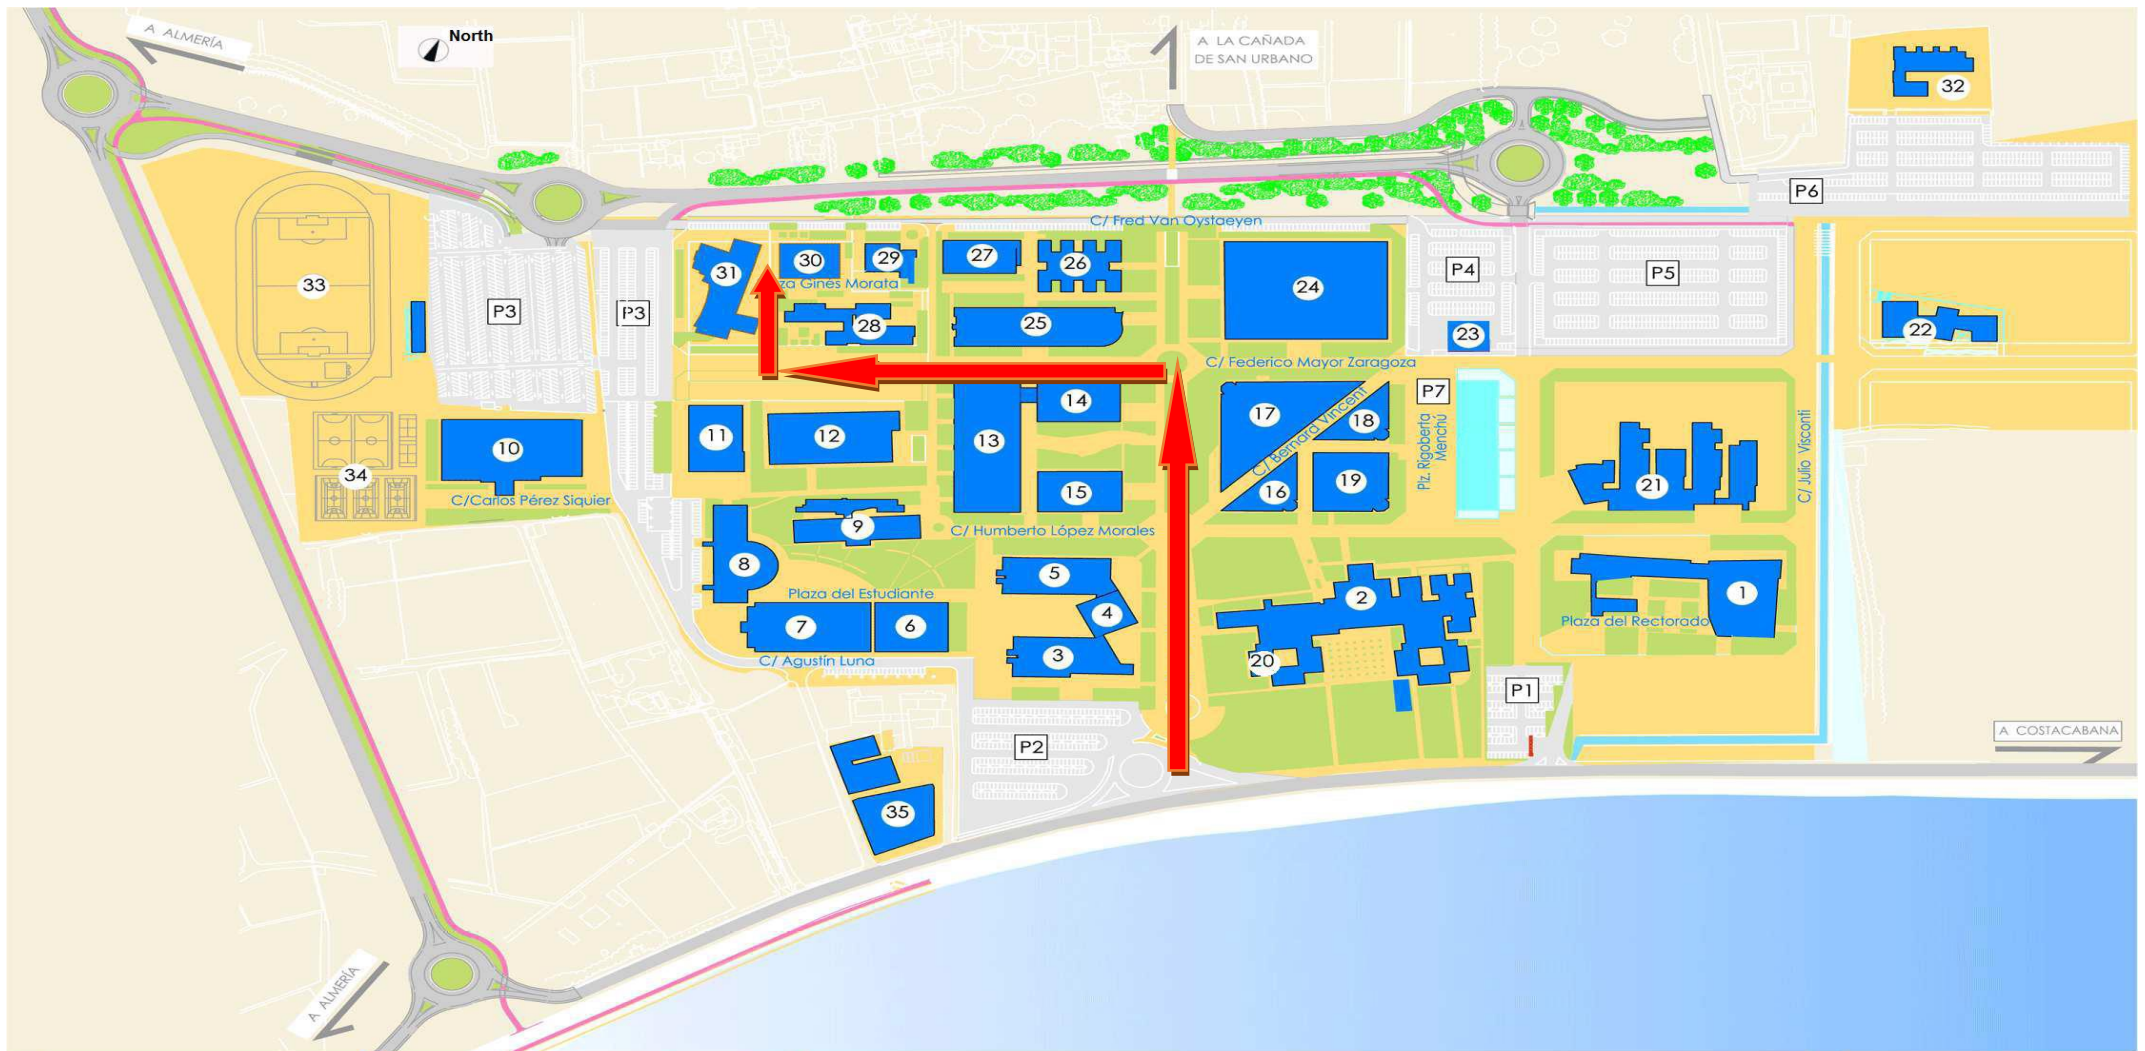 A ALMERÍA
North
A LA CAÑADA
DE SAN URBANO
32
P6
C/ Fred Van Oystaeyen
31
30
29
27
26
24
P4
P5
33
P3
P3
za Gines Morata
28
25
23
22
C/ Federico Mayor Zaragoza
P7
14
17
18
C/ Bernard Vincent
Plz. Rigoberta
Menchú
11
12
13
10
34
C/Carlos Pérez Siquier
15
16
19
21
C/ Julio Visconti
9
C/ Humberto López Morales
8
5
Plaza del Estudiante
4
2
1
7
6
Plaza del Rectorado
C/ Agustín Luna
3
20
P1
P2
A COSTACABANA
35
A ALMERÍA